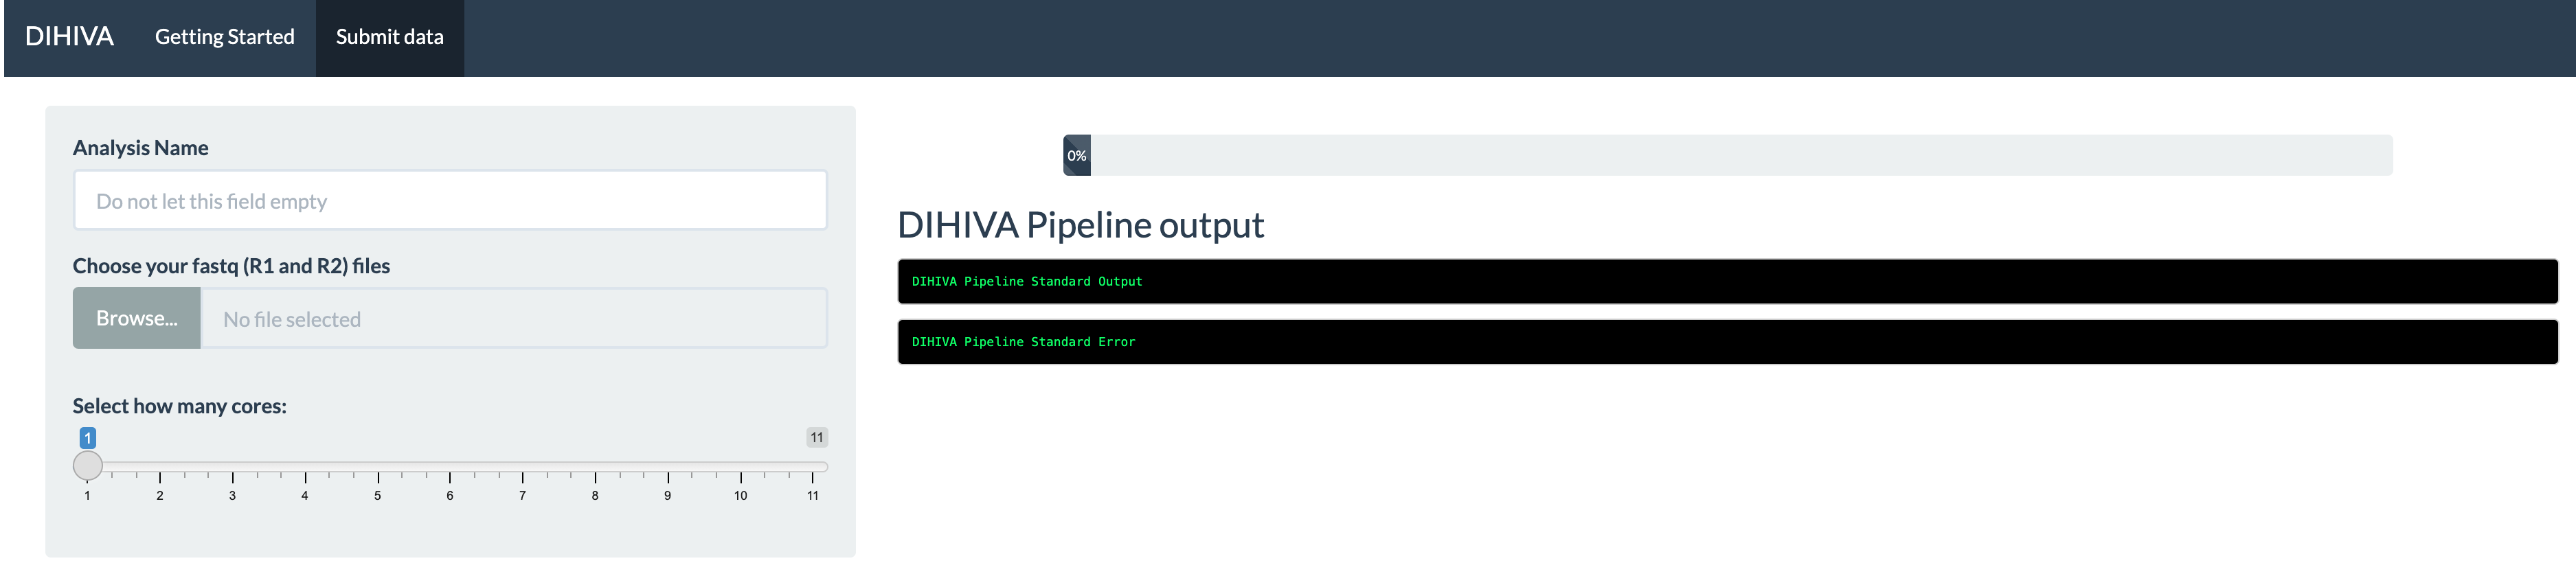 DIHIVA Getting Started Submit data
Analysis Name
Do not let this field empty
Choose your fastq (R1 and R2) files
Browse... No file selected
Select how many cores:
1 11
1 2 3 4 5 6 7 8 9 10 11
0%
DIHIVA Pipeline output
DIHIVA Pipeline Standard Output
DIHIVA Pipeline Standard Error